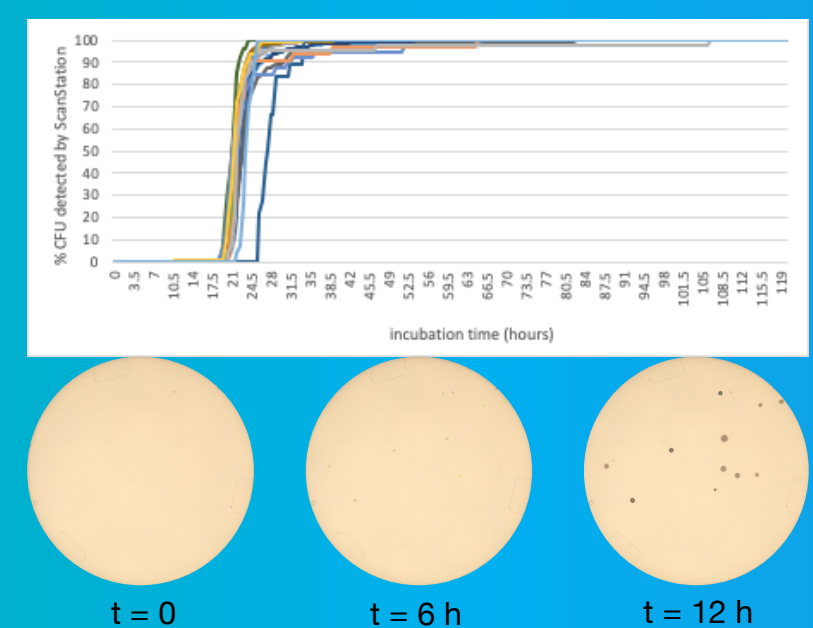 % CFU detected by ScanStation
100
90
80
70
60
50
40
30
20
10
0
0 3.5 7 10.5 14 17.5 21 24.5 28 31.5 35 38.5 42 45.5 49 52.5 56 59.5 63 66.5 70 73.5 77 80.5 84 87.5 91 94.5 98 101.5 105 108.5 112 115.5 119
incubation time (hours)
t = 0 t = 6 h t = 12 h